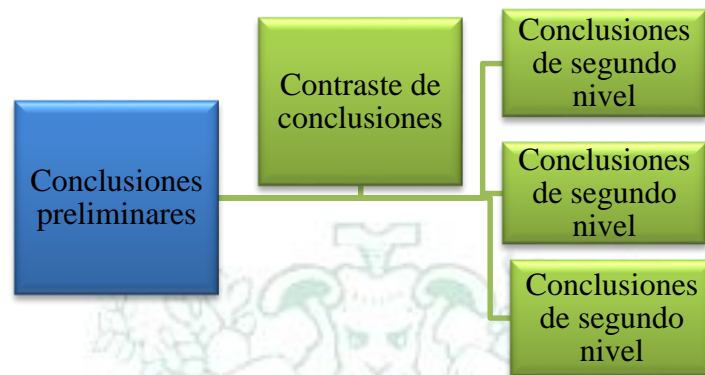 Conclusiones
preliminares
Contraste de
conclusiones
Conclusiones
de segundo
nivel
Conclusiones
de segundo
nivel
Conclusiones
de segundo
nivel